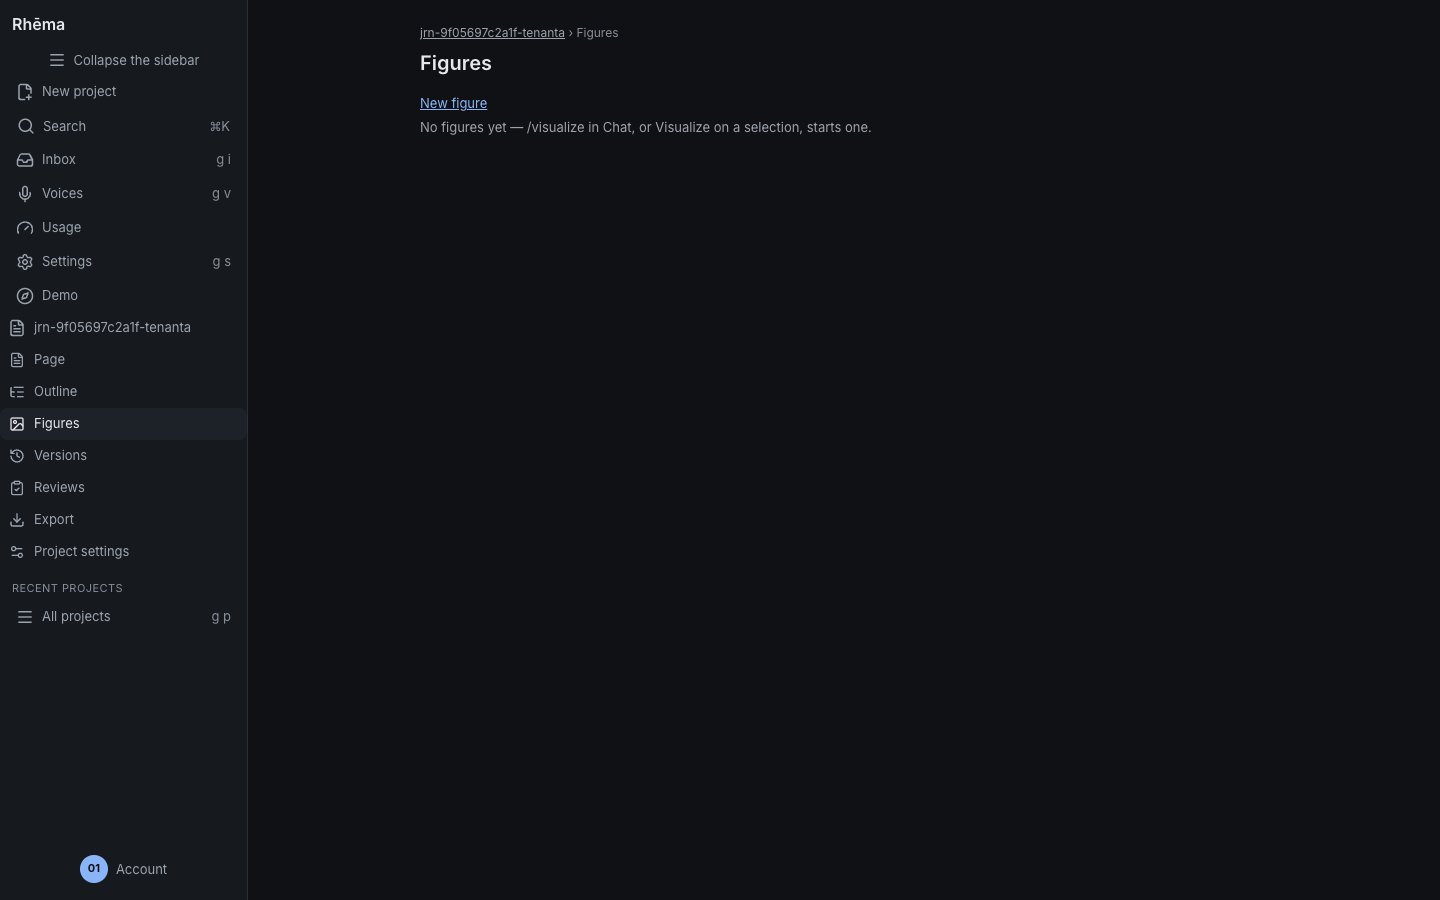 Rhēma
Collapse the sidebar
New project
Search ⌘K
Inbox g i
Voices g v
Usage
Settings g s
Demo
jrn-9f05697c2a1f-tenanta
Page
Outline
Figures
Versions
Reviews
Export
Project settings
RECENT PROJECTS
All projects g p
01 Account
jrn-9f05697c2a1f-tenanta › Figures
Figures
New figure
No figures yet — /visualize in Chat, or Visualize on a selection, starts one.